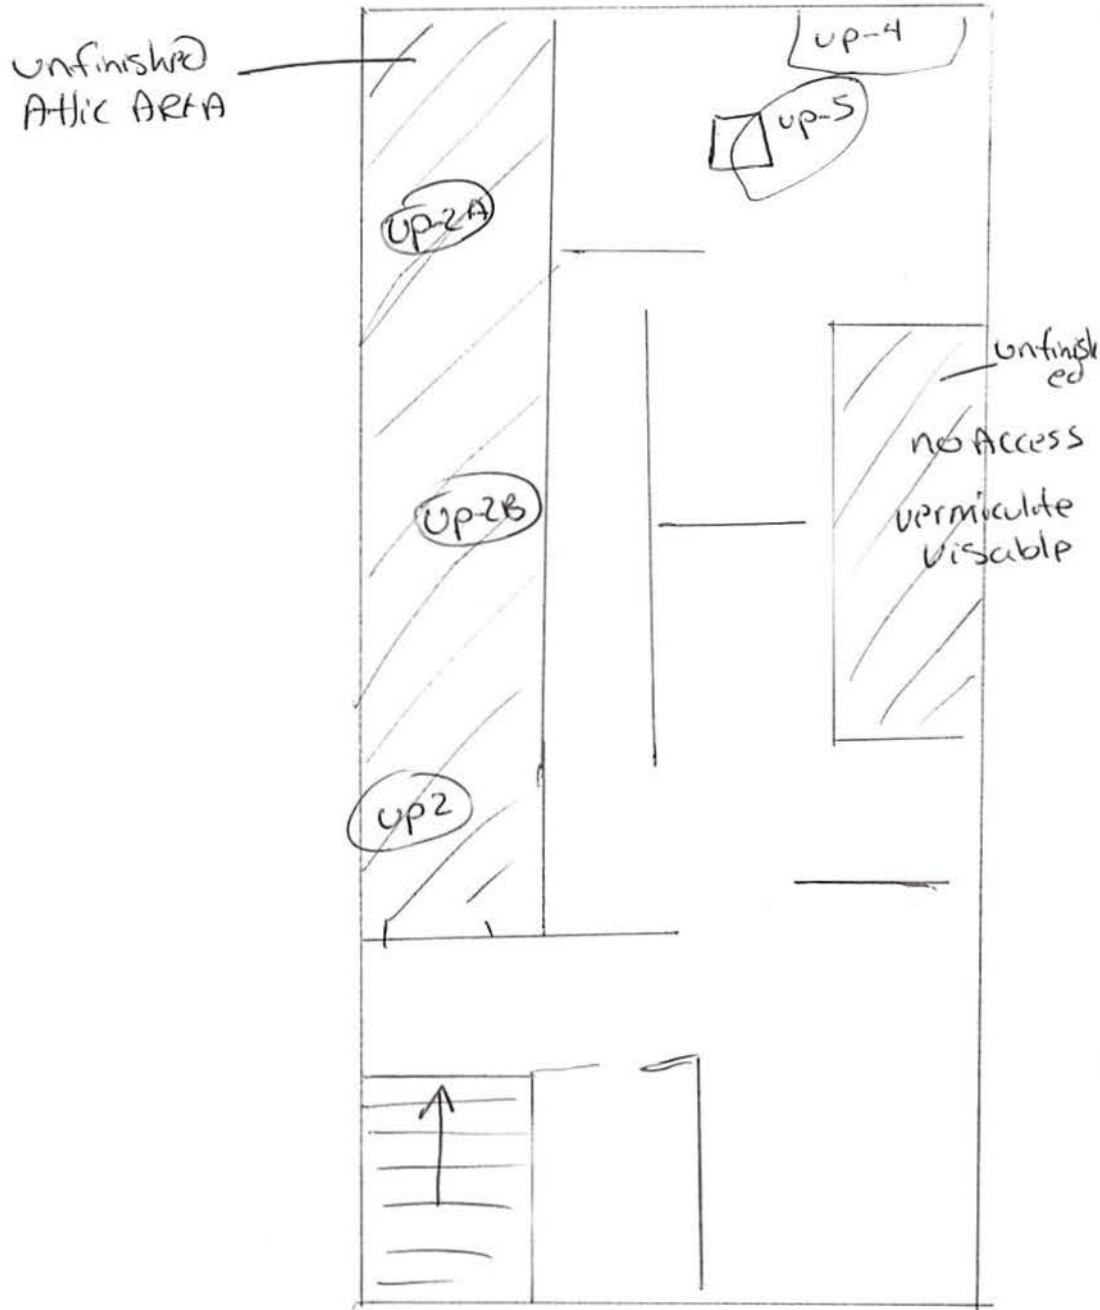 unfinished
Attic AREA
up-4
up-5
up-2A
unfinish
ed
no Access
up-2B
vermiculite
visable
up2